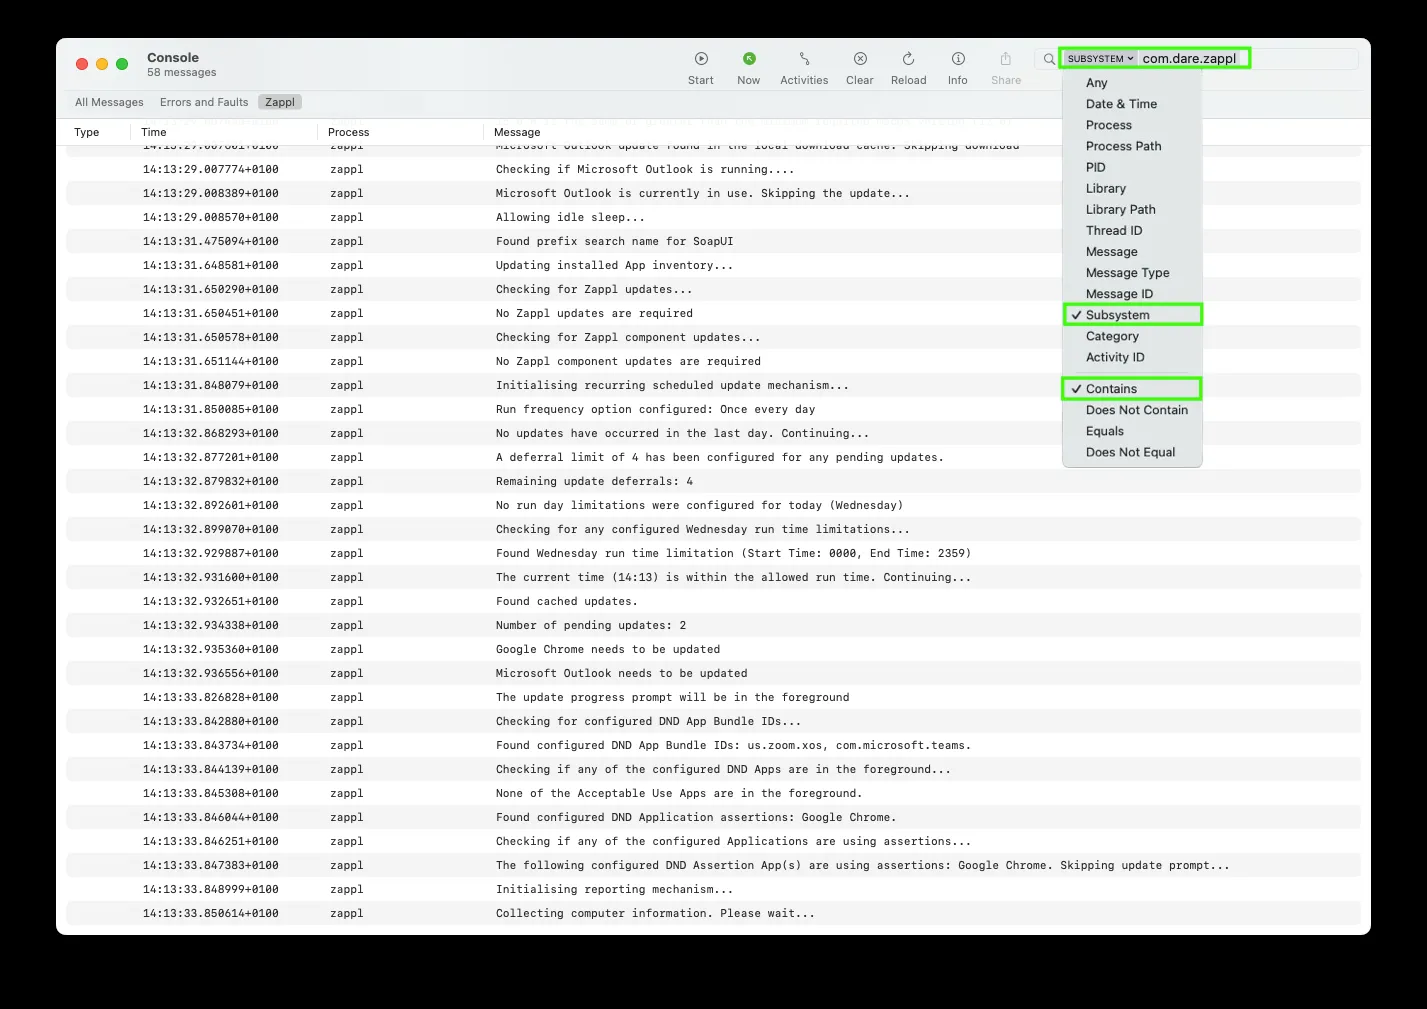 Console
58 messages
Start Now Activities Clear Reload Info Share
SUBSYSTEM com.dare.zappl
All Messages Errors and Faults Zappl
Type Time Process Message
14:13:29.007774+0100 zappl Checking if Microsoft Outlook is running....
14:13:29.008389+0100 zappl Microsoft Outlook is currently in use. Skipping the update...
14:13:29.008570+0100 zappl Allowing idle sleep...
14:13:31.475094+0100 zappl Found prefix search name for SoapUI
14:13:31.648581+0100 zappl Updating installed App inventory...
14:13:31.650290+0100 zappl Checking for Zappl updates...
14:13:31.650451+0100 zappl No Zappl updates are required
14:13:31.650578+0100 zappl Checking for Zappl component updates...
14:13:31.651144+0100 zappl No Zappl component updates are required
14:13:31.848079+0100 zappl Initialising recurring scheduled update mechanism...
14:13:31.850085+0100 zappl Run frequency option configured: Once every day
14:13:32.868293+0100 zappl No updates have occurred in the last day. Continuing...
14:13:32.877201+0100 zappl A deferral limit of 4 has been configured for any pending updates.
14:13:32.879832+0100 zappl Remaining update deferrals: 4
14:13:32.892601+0100 zappl No run day limitations were configured for today (Wednesday)
14:13:32.899070+0100 zappl Checking for any configured Wednesday run time limitations...
14:13:32.929887+0100 zappl Found Wednesday run time limitation (Start Time: 0000, End Time: 2359)
14:13:32.931600+0100 zappl The current time (14:13) is within the allowed run time. Continuing...
14:13:32.932651+0100 zappl Found cached updates.
14:13:32.934338+0100 zappl Number of pending updates: 2
14:13:32.935360+0100 zappl Google Chrome needs to be updated
14:13:32.936556+0100 zappl Microsoft Outlook needs to be updated
14:13:33.826828+0100 zappl The update progress prompt will be in the foreground
14:13:33.842880+0100 zappl Checking for configured DND App Bundle IDs...
14:13:33.843734+0100 zappl Found configured DND App Bundle IDs: us.zoom.xos, com.microsoft.teams.
14:13:33.844139+0100 zappl Checking if any of the configured DND Apps are in the foreground...
14:13:33.845308+0100 zappl None of the Acceptable Use Apps are in the foreground.
14:13:33.846044+0100 zappl Found configured DND Application assertions: Google Chrome.
14:13:33.846251+0100 zappl Checking if any of the configured Applications are using assertions...
14:13:33.847383+0100 zappl The following configured DND Assertion App(s) are using assertions: Google Chrome. Skipping update prompt...
14:13:33.848999+0100 zappl Initialising reporting mechanism...
14:13:33.850614+0100 zappl Collecting computer information. Please wait...
Any
Date & Time
Process
Process Path
PID
Library
Library Path
Thread ID
Message
Message Type
Message ID
✓ Subsystem
Category
Activity ID
✓ Contains
Does Not Contain
Equals
Does Not Equal